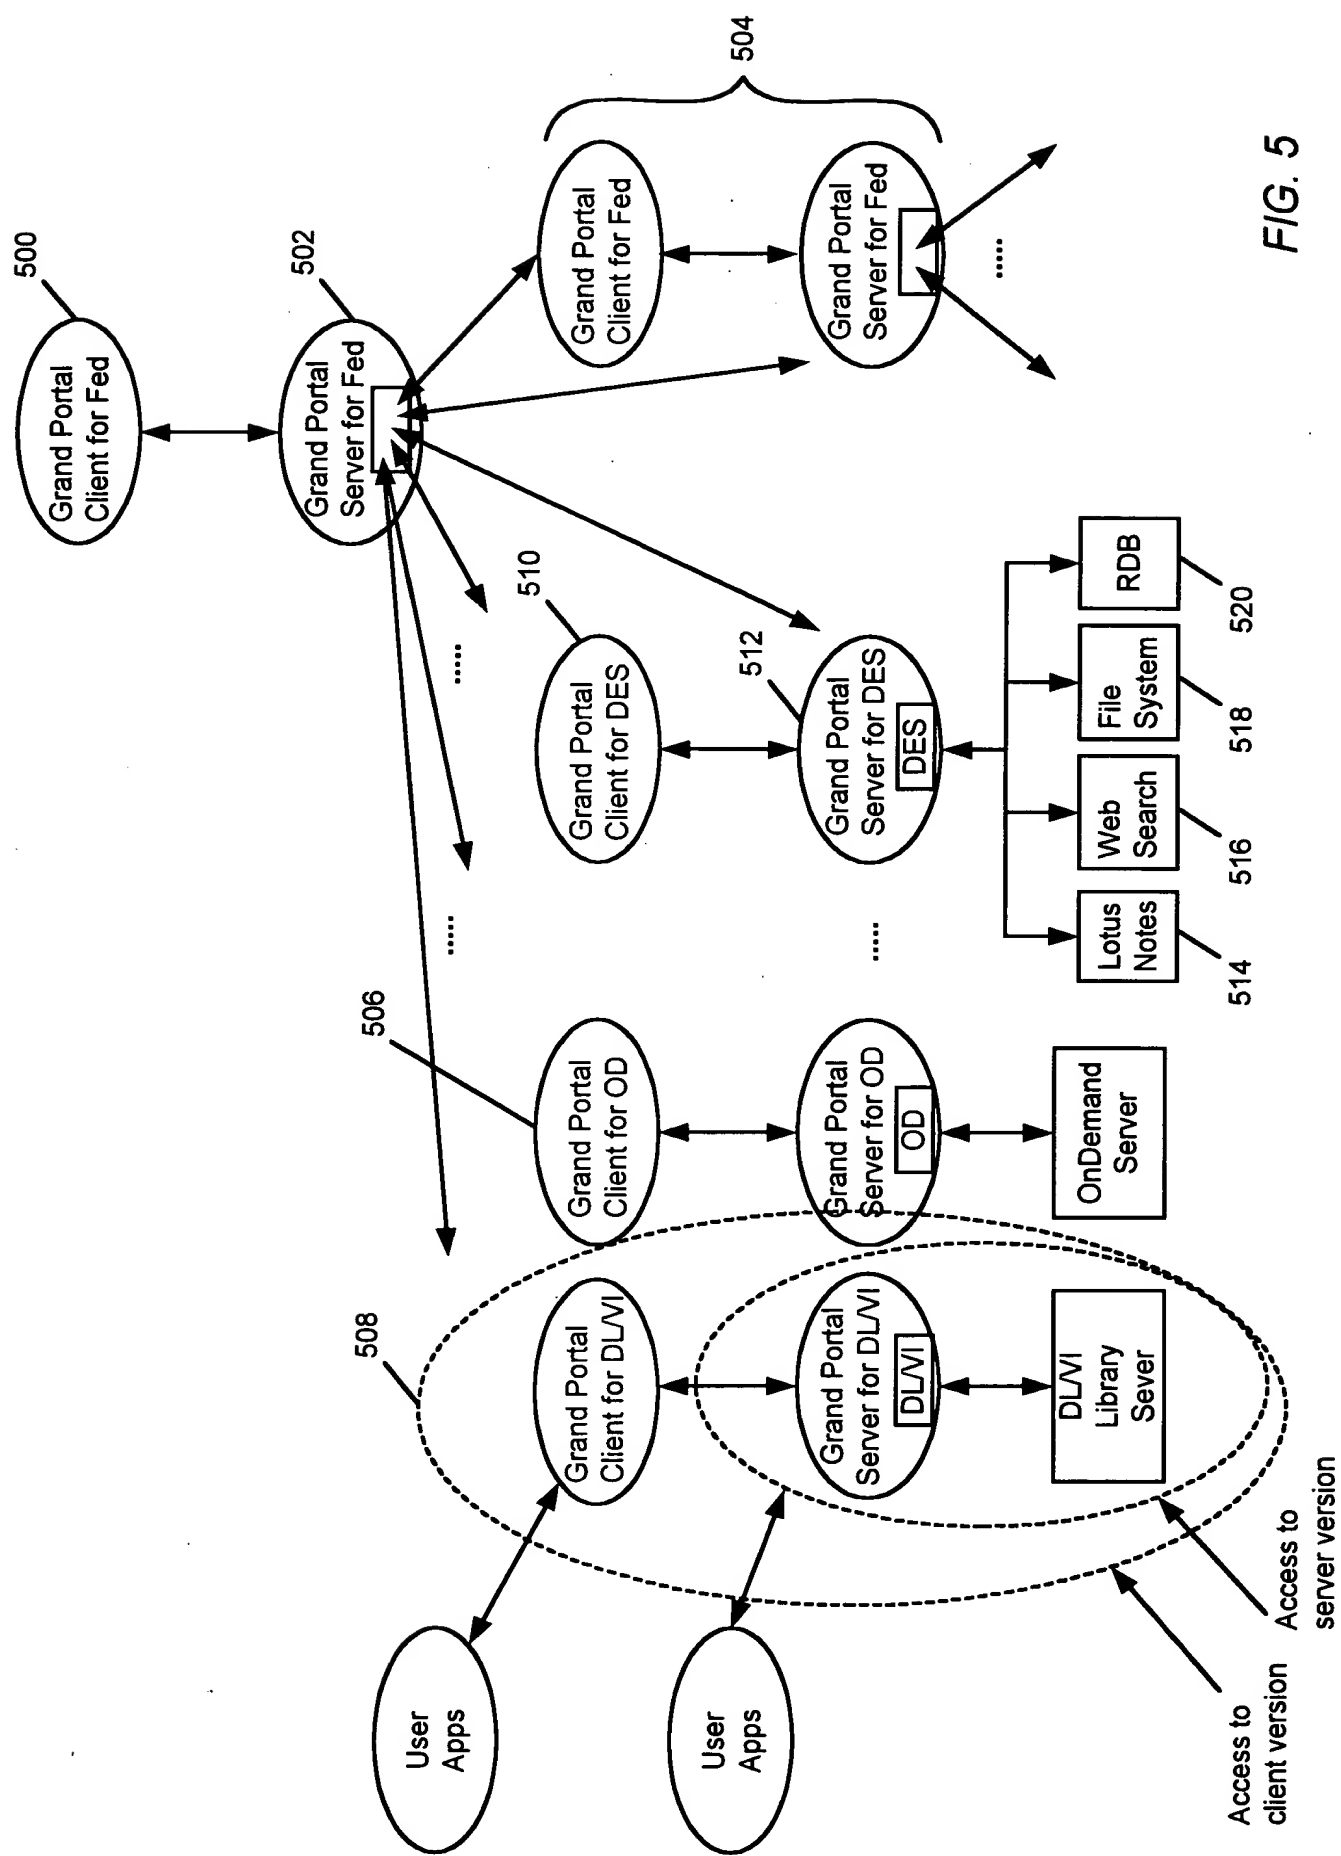 500
Grand Portal
Client for Fed
502
Grand Portal
Server for Fed
504
Grand Portal
Client for Fed
Grand Portal
Server for Fed
.....
.....
.....
510
Grand Portal
Client for DES
512
Grand Portal
Server for DES
DES
.....
506
Grand Portal
Client for OD
Grand Portal
Server for OD
OD
OnDemand
Server
508
Grand Portal
Client for DL/VI
Grand Portal
Server for DL/VI
DL/VI
DL/VI
Library
Sever
User
Apps
User
Apps
Lotus
Notes
Web
Search
File
System
RDB
514
516
518
520
Access to
client version
Access to
server version
FIG. 5